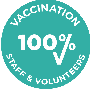 VACCINATION
100%
STAFF & VOLUNTEERS